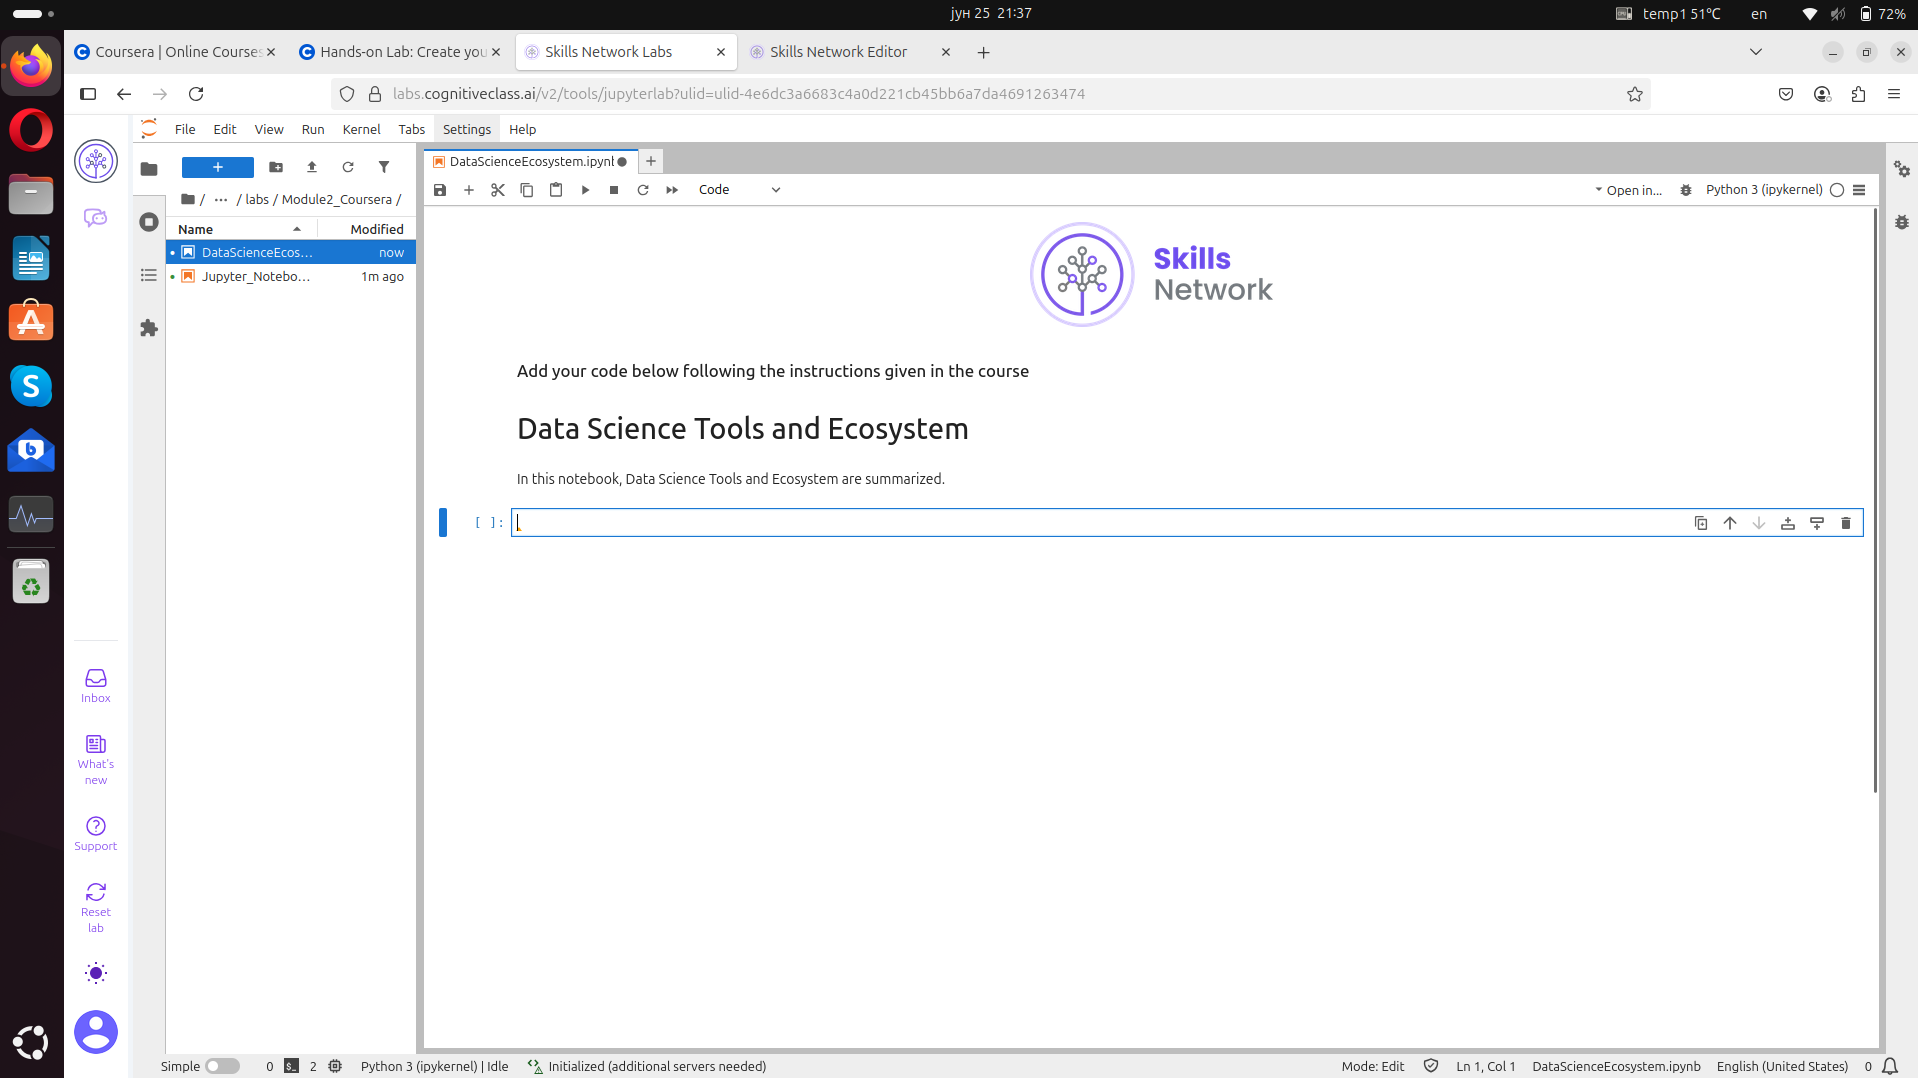 јун 25 21:37
temp1 51°C en 72%
Coursera | Online Courses
Hands-on Lab: Create you
Skills Network Labs
Skills Network Editor
labs.cognitiveclass.ai/v2/tools/jupyterlab?ulid=ulid-4e6dc3a6683c4a0d221cb45bb6a7da4691263474
File Edit View Run Kernel Tabs Settings Help
DataScienceEcosystem.ipynb
/ ··· / labs / Module2_Coursera /
Code
Open in...
Python 3 (ipykernel)
Name Modified
DataScienceEcos... now
Jupyter_Notebo... 1m ago
Skills
Network
Add your code below following the instructions given in the course
Data Science Tools and Ecosystem
In this notebook, Data Science Tools and Ecosystem are summarized.
[ ]:
Inbox
What's
new
Support
Reset
lab
Simple 0 2 Python 3 (ipykernel) | Idle Initialized (additional servers needed) Mode: Edit Ln 1, Col 1 DataScienceEcosystem.ipynb English (United States) 0